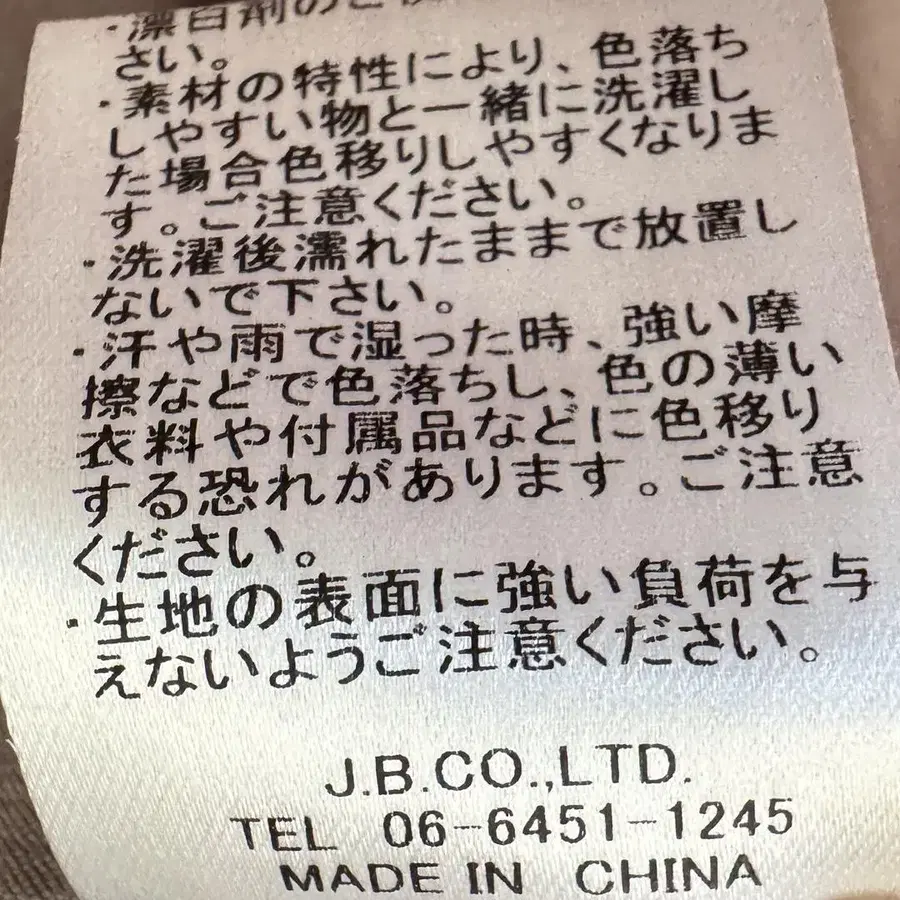 ・漂白剤のご使
さい。
・素材の特性により、色落ち
しやすい物と一緒に洗濯し
た場合色移りしやすくなりま
す。ご注意ください。
・洗濯後濡れたままで放置し
ないで下さい。
・汗や雨で湿った時、強い摩
擦などで色落ちし、色の薄い
衣料や付属品などに色移り
する恐れがあります。ご注意
ください。
・生地の表面に強い負荷を与
えないようご注意ください。
J.B.CO.,LTD.
TEL 06-6451-1245
MADE IN CHINA